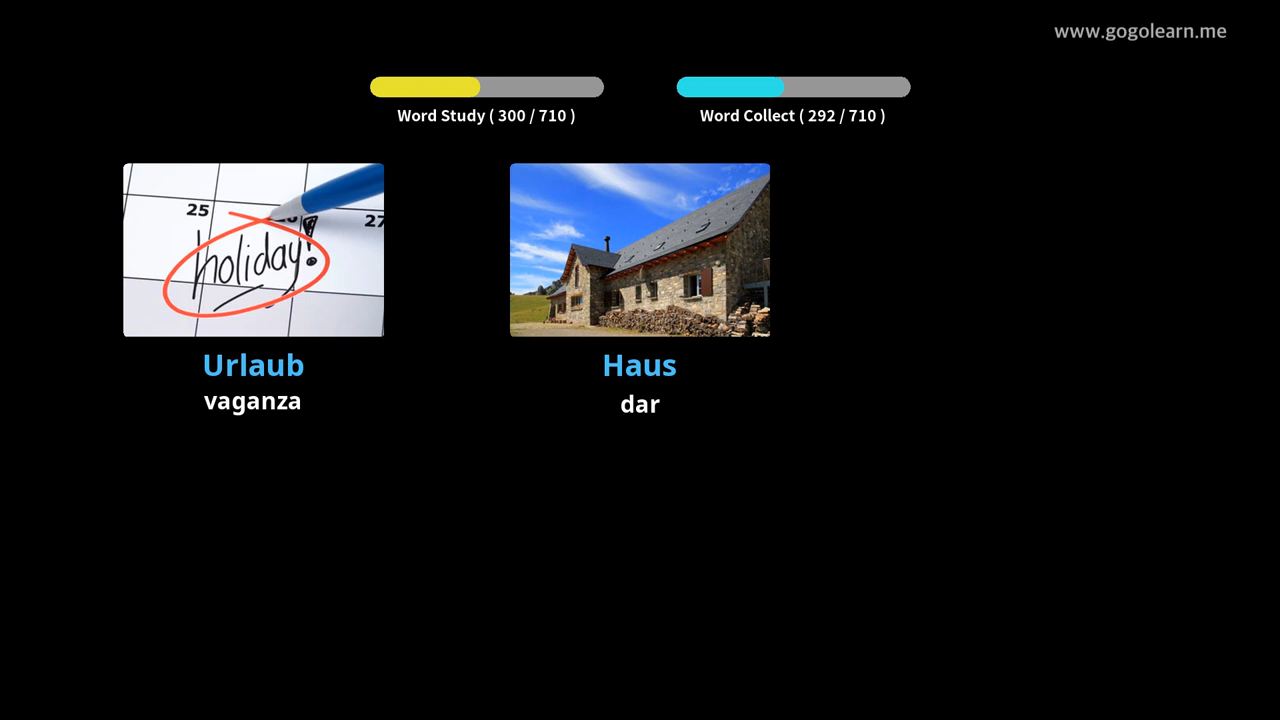 www.gogolearn.me
Word Study ( 300 / 710 )
Word Collect ( 292 / 710 )
25
27
holiday!
Urlaub
Haus
vaganza
dar